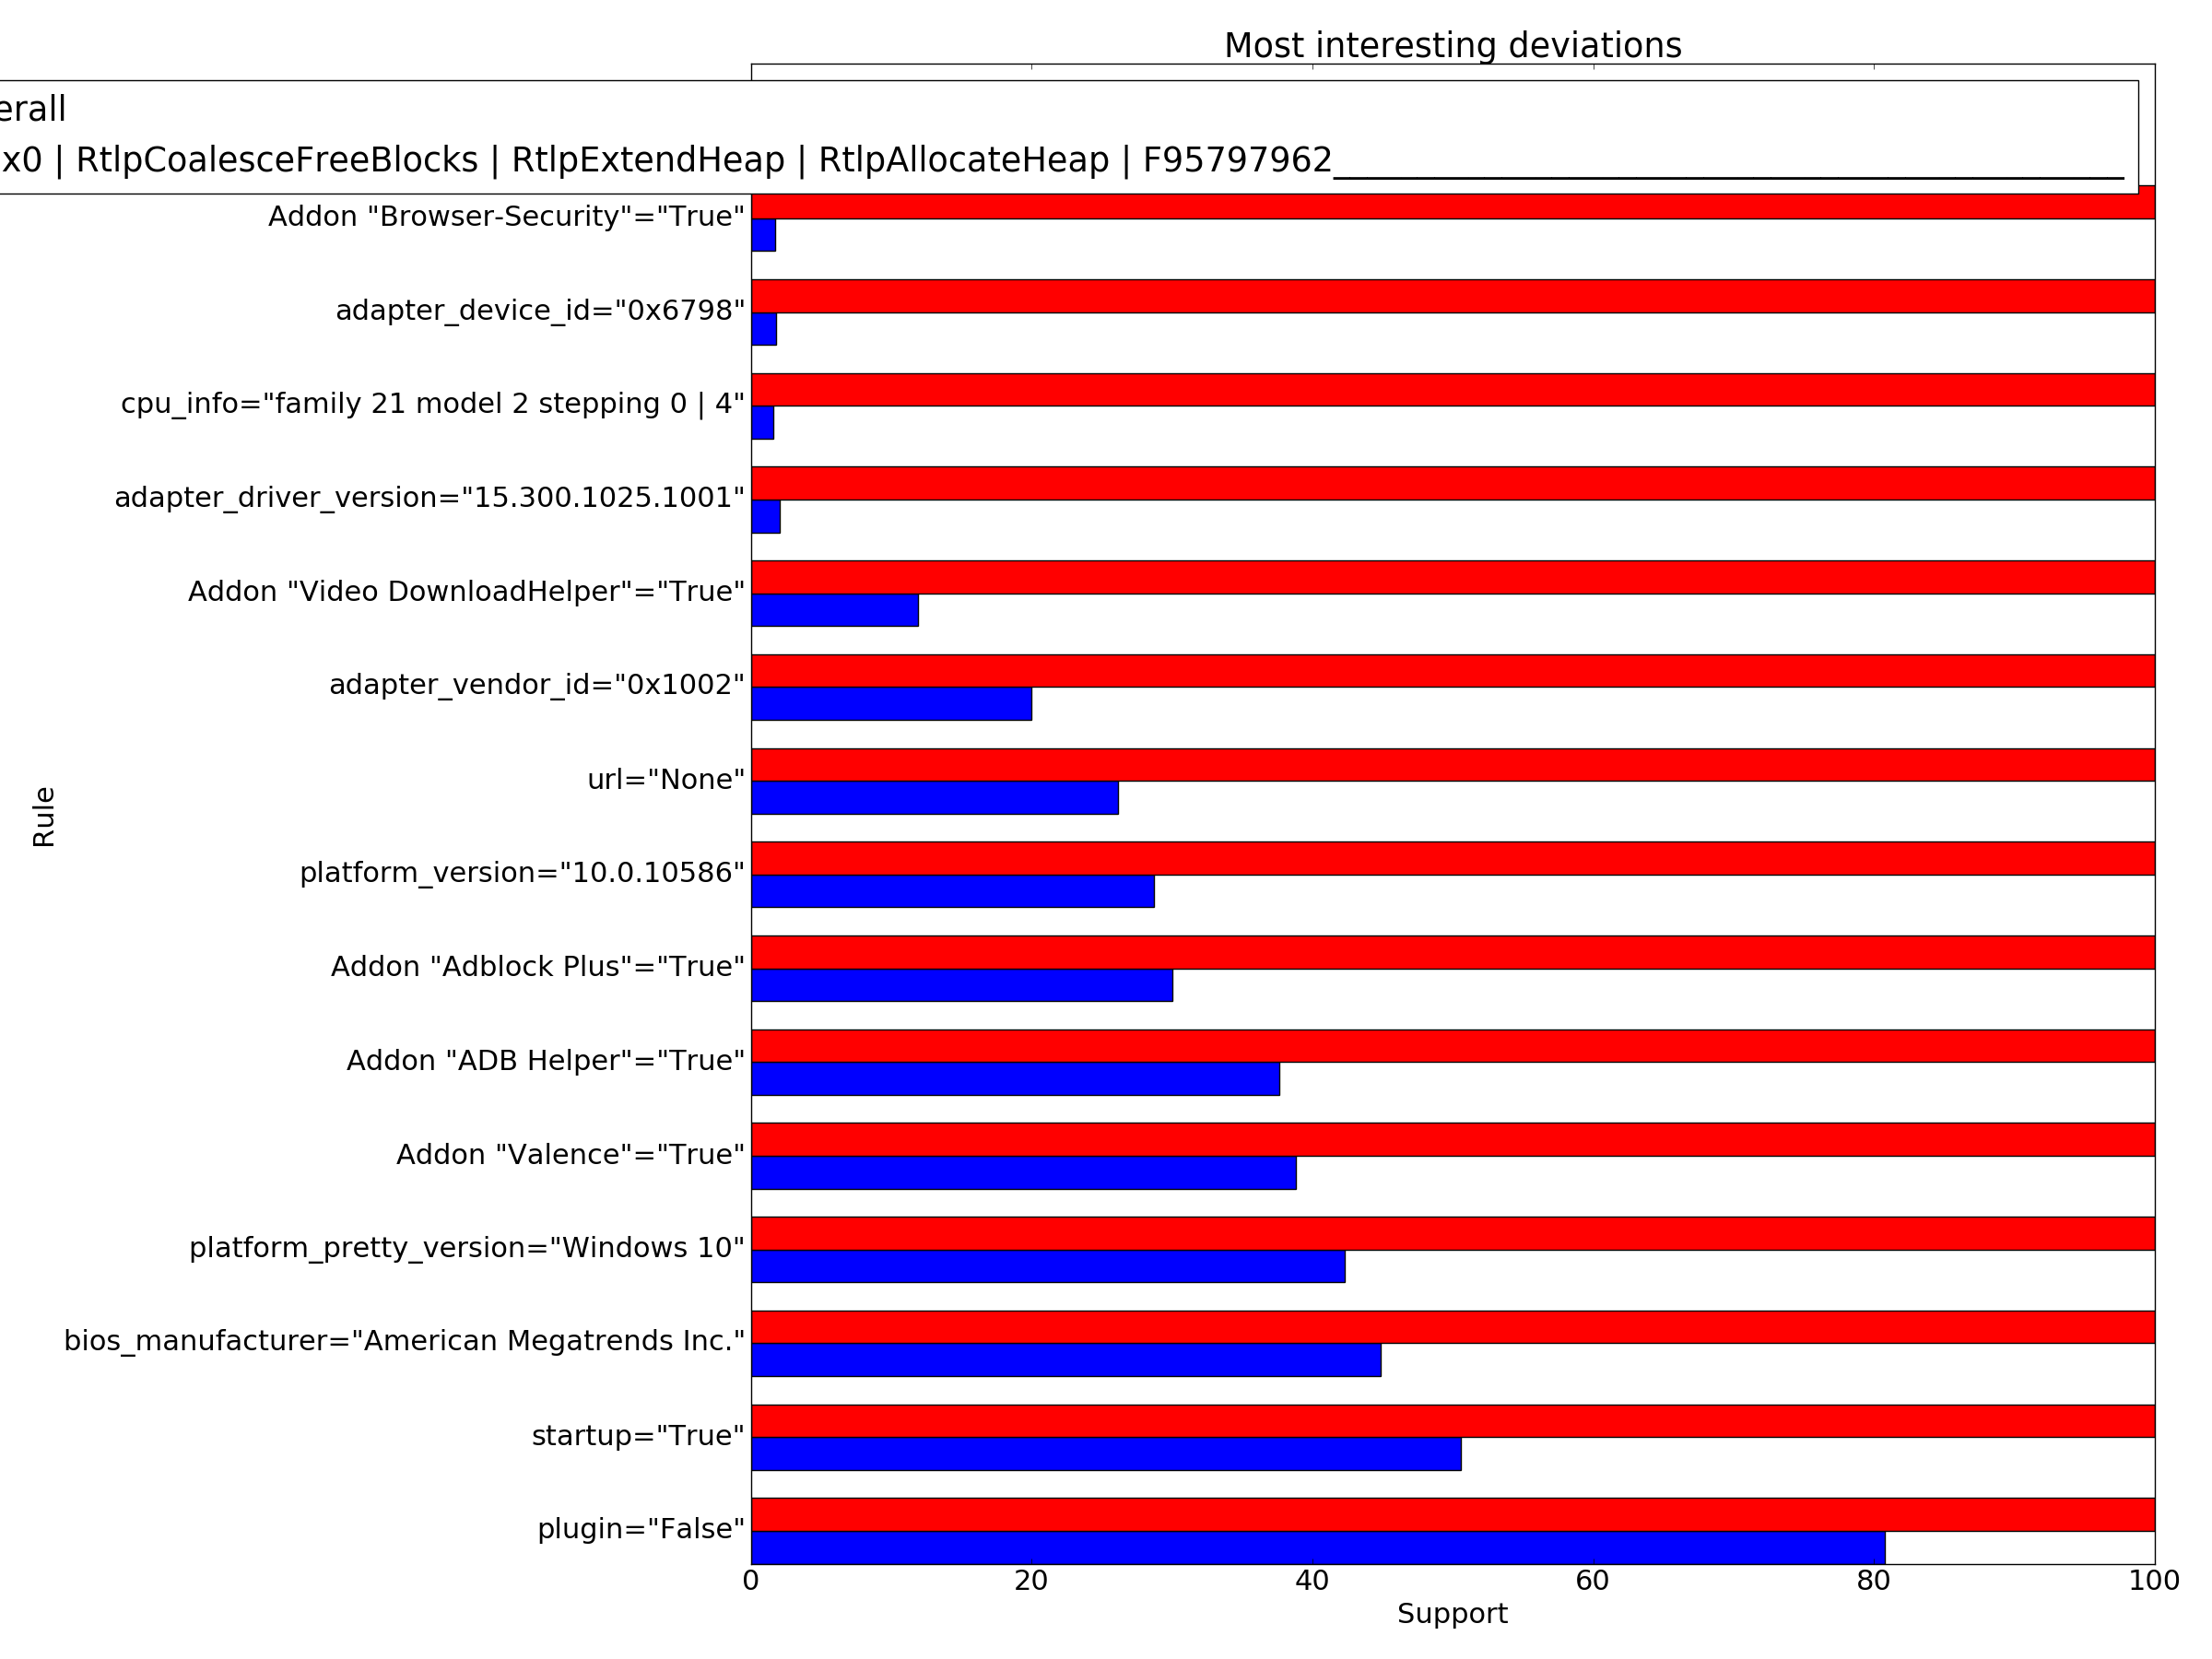 Most interesting deviations
erall
x0 | RtlpCoalesceFreeBlocks | RtlpExtendHeap | RtlpAllocateHeap | F95797962_______________________________________________
Addon "Browser-Security"="True"
adapter_device_id="0x6798"
cpu_info="family 21 model 2 stepping 0 | 4"
adapter_driver_version="15.300.1025.1001"
Addon "Video DownloadHelper"="True"
adapter_vendor_id="0x1002"
url="None"
platform_version="10.0.10586"
Addon "Adblock Plus"="True"
Addon "ADB Helper"="True"
Addon "Valence"="True"
platform_pretty_version="Windows 10"
bios_manufacturer="American Megatrends Inc."
startup="True"
plugin="False"
Rule
0 20 40 60 80 100
Support